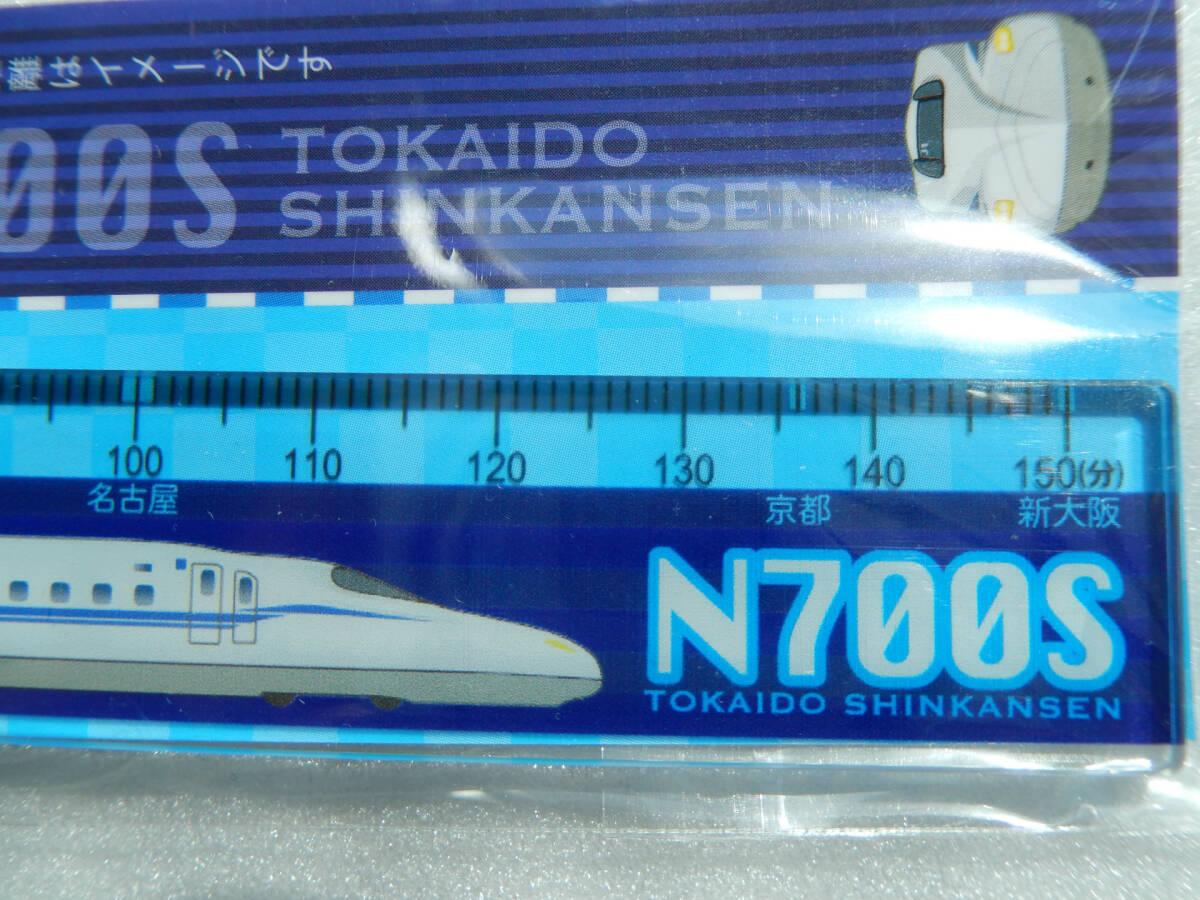 離はイメージです
00S TOKAIDO
SHINKANSEN
100 110 120 130 140 150(分)
名古屋 京都 新大阪
N700S
TOKAIDO SHINKANSEN